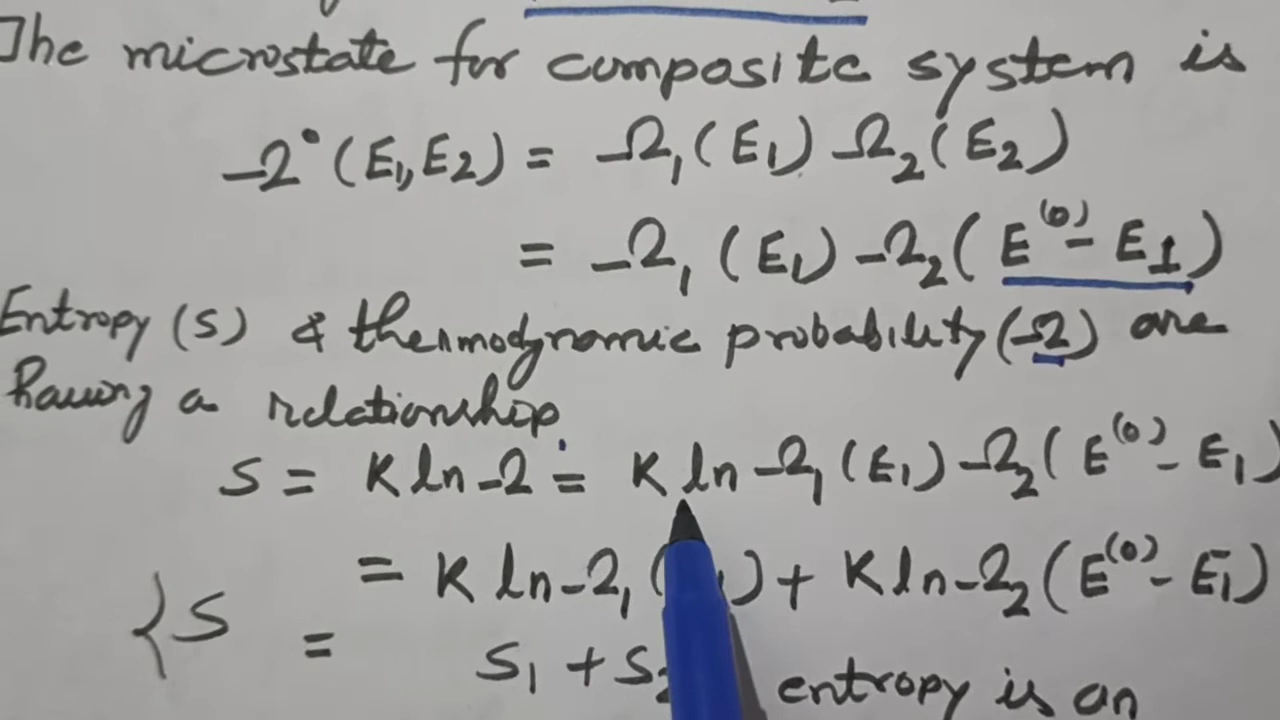 The microstate for composite system is
Ω°(E1, E2) = Ω1(E1) Ω2(E2)
= Ω1(E1) Ω2(E^(0) - E1)
Entropy (S) & thermodynamic probability (Ω) are
having a relationship
S = K ln Ω° = K ln Ω1(E1) Ω2(E^(0) - E1)
= K ln Ω1( 1) + K ln Ω2(E^(0) - E1)
{S = S1 + S2 entropy is an